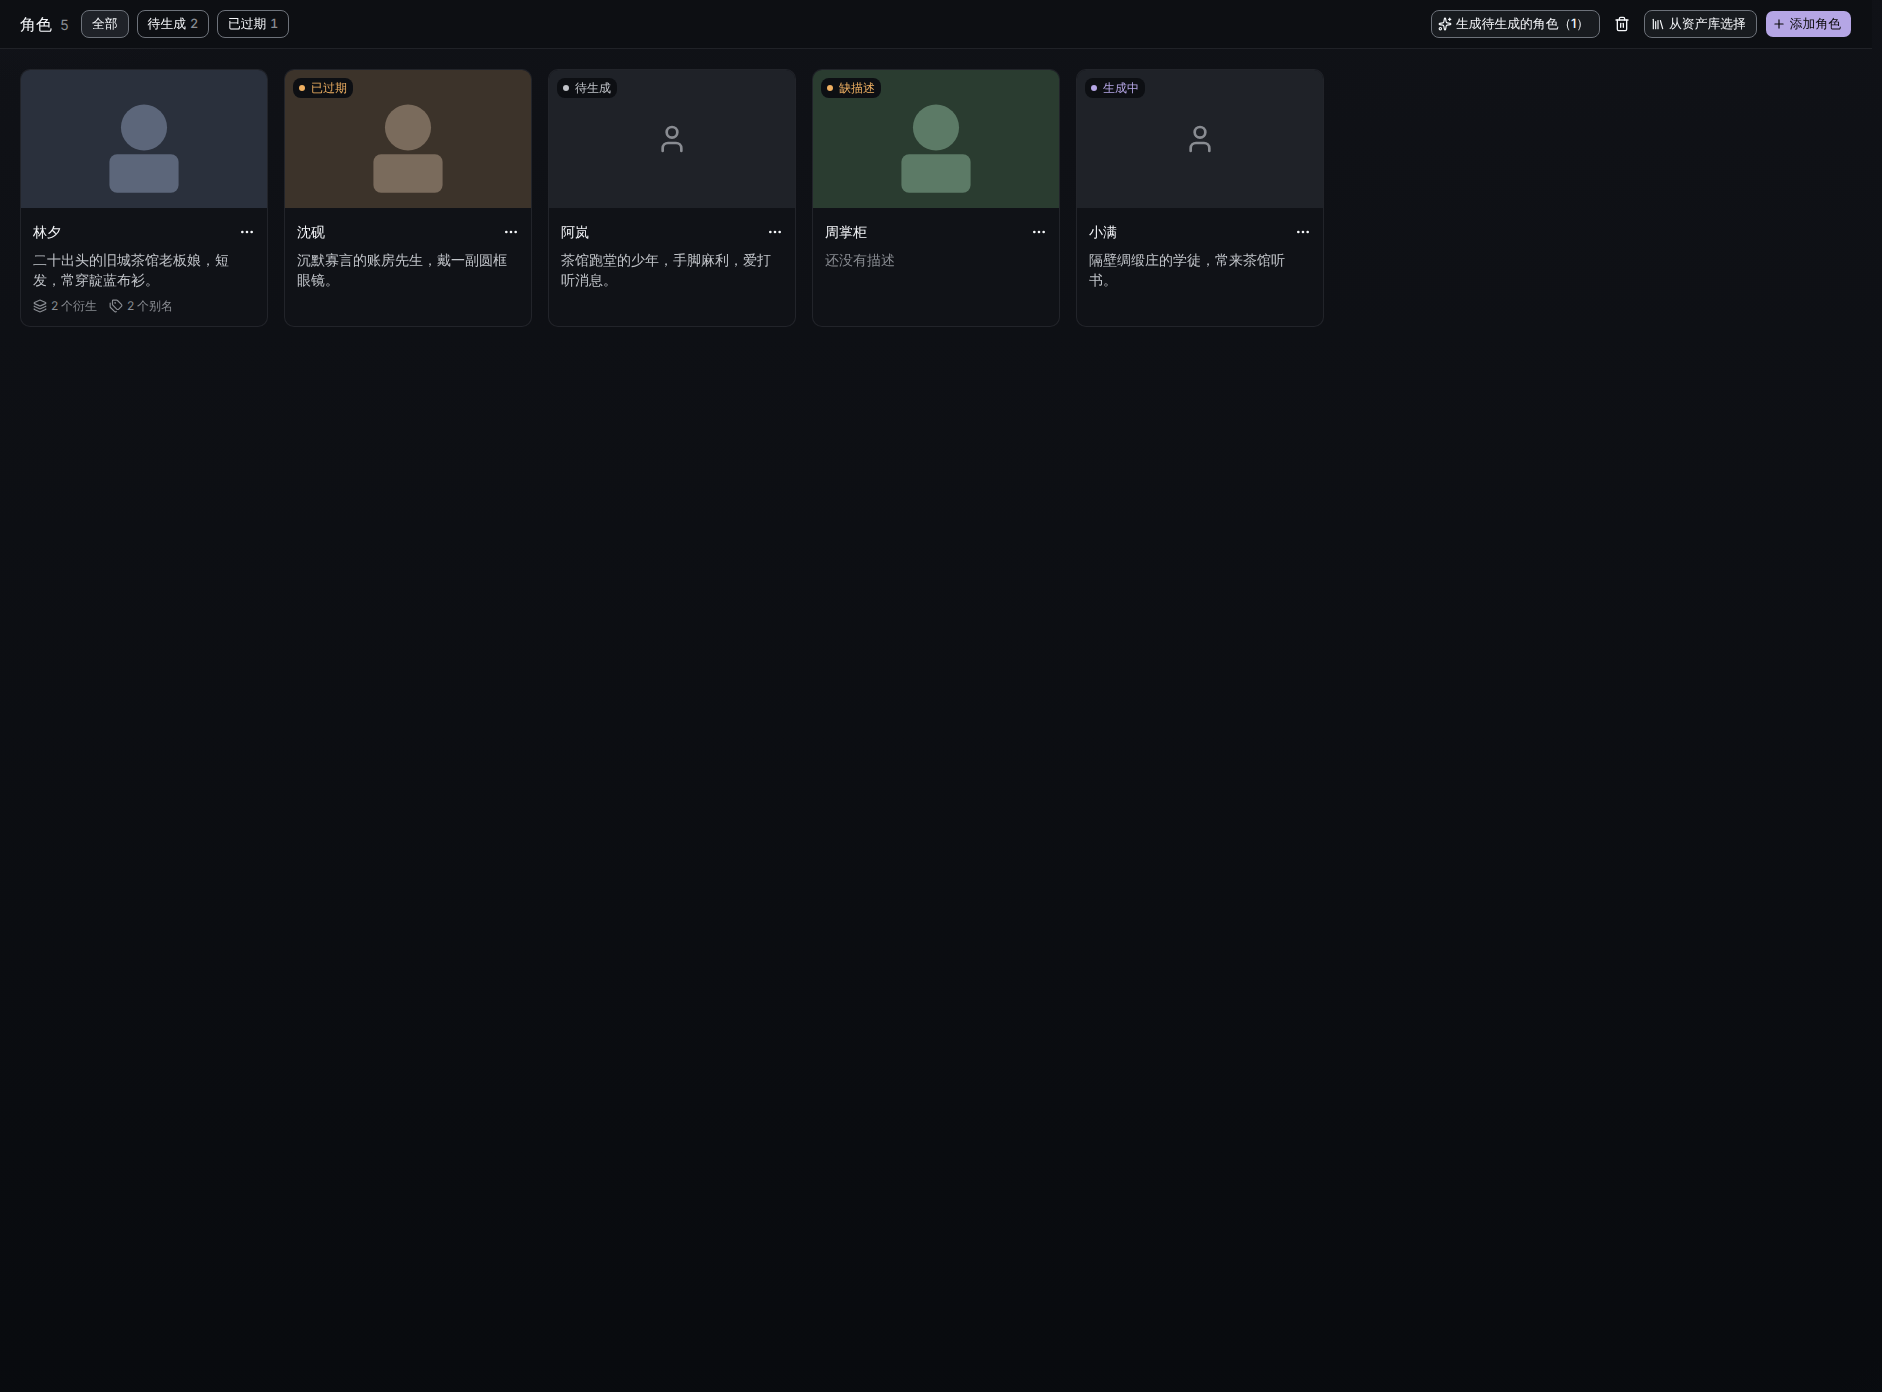 角色 5 全部 待生成 2 已过期 1 生成待生成的角色（1） 从资产库选择 添加角色
已过期 待生成 缺描述 生成中
林夕
二十出头的旧城茶馆老板娘，短
发，常穿靛蓝布衫。
2 个衍生 2 个别名
沈砚
沉默寡言的账房先生，戴一副圆框
眼镜。
阿岚
茶馆跑堂的少年，手脚麻利，爱打
听消息。
周掌柜
还没有描述
小满
隔壁绸缎庄的学徒，常来茶馆听
书。